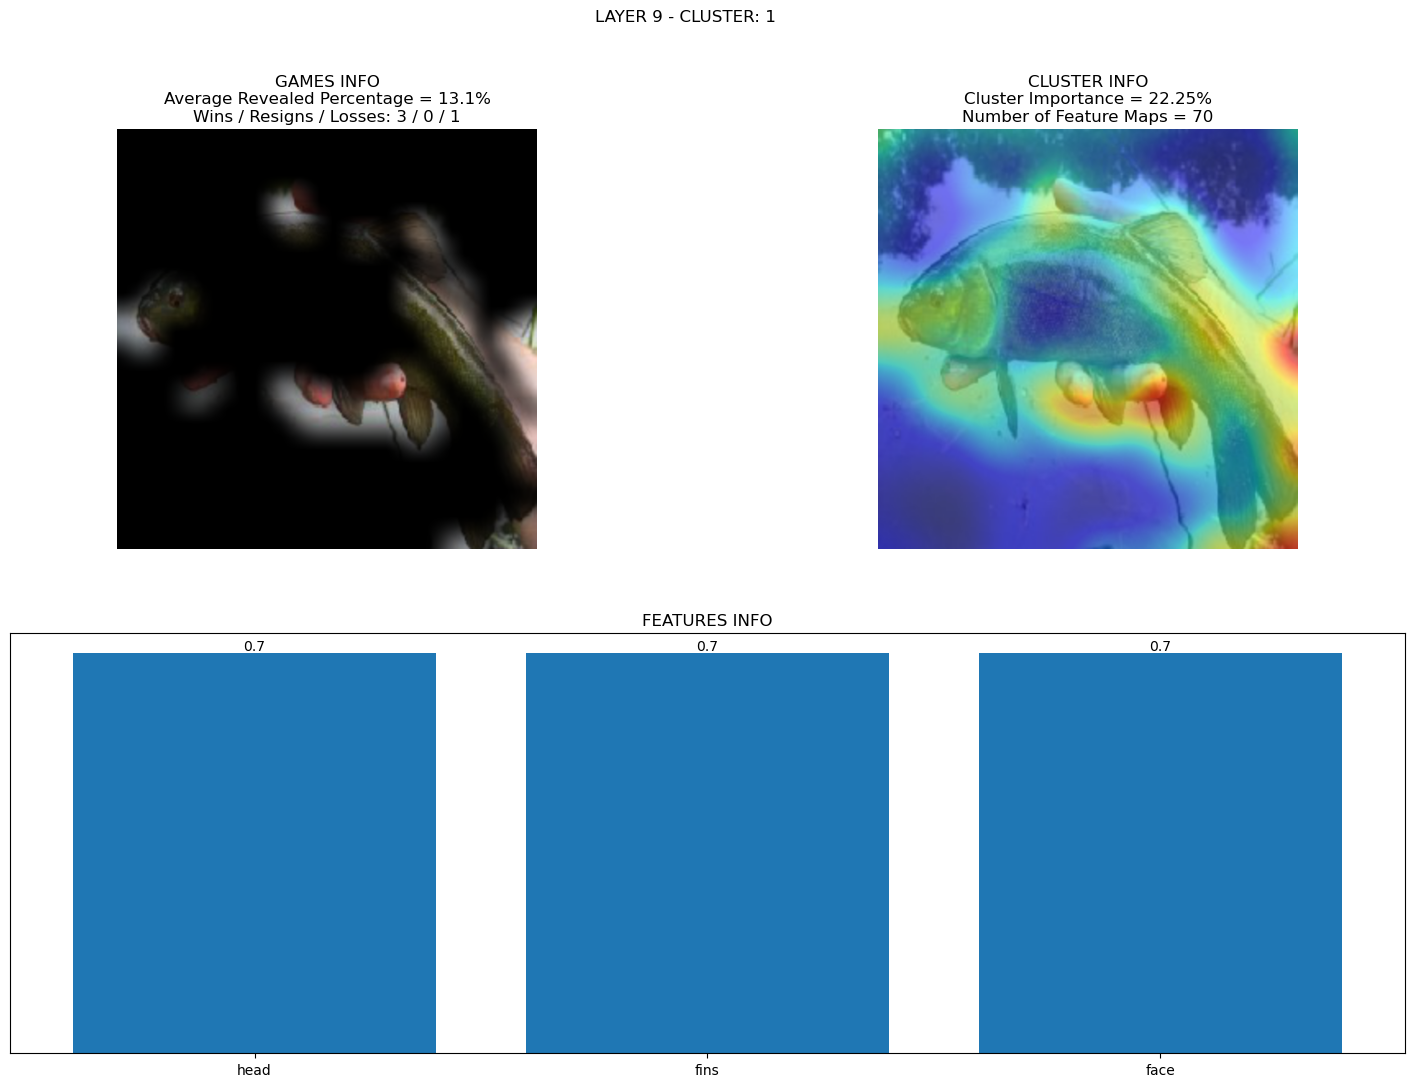 LAYER 9 - CLUSTER: 1
GAMES INFO
Average Revealed Percentage = 13.1%
Wins / Resigns / Losses: 3 / 0 / 1
CLUSTER INFO
Cluster Importance = 22.25%
Number of Feature Maps = 70
FEATURES INFO
0.7
0.7
0.7
head
fins
face